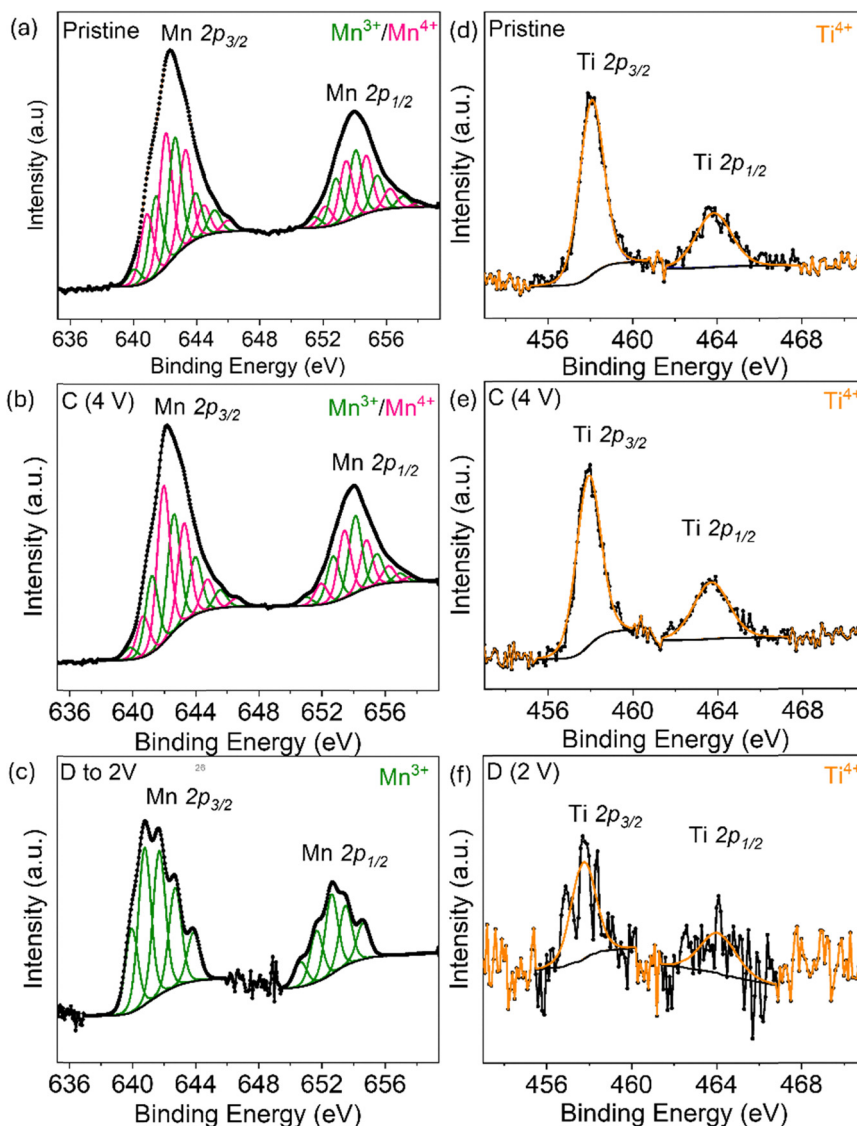 (a) Pristine
Mn 2p3/2
Mn3+/Mn4+
Mn 2p1/2
Intensity (a.u)
636 640 644 648 652 656
Binding Energy (eV)
(d) Pristine
Ti4+
Ti 2p3/2
Ti 2p1/2
Intensity (a.u.)
456 460 464 468
Binding Energy (eV)
(b) C (4 V)
Mn 2p3/2
Mn3+/Mn4+
Mn 2p1/2
Intensity (a.u.)
636 640 644 648 652 656
Binding Energy (eV)
(e) C (4 V)
Ti4+
Ti 2p3/2
Ti 2p1/2
Intensity (a.u.)
456 460 464 468
Binding Energy (eV)
(c) D to 2V
26
Mn3+
Mn 2p3/2
Mn 2p1/2
Intensity (a.u.)
636 640 644 648 652 656
Binding Energy (eV)
(f) D (2 V)
Ti4+
Ti 2p3/2
Ti 2p1/2
Intensity (a.u.)
456 460 464 468
Binding Energy (eV)